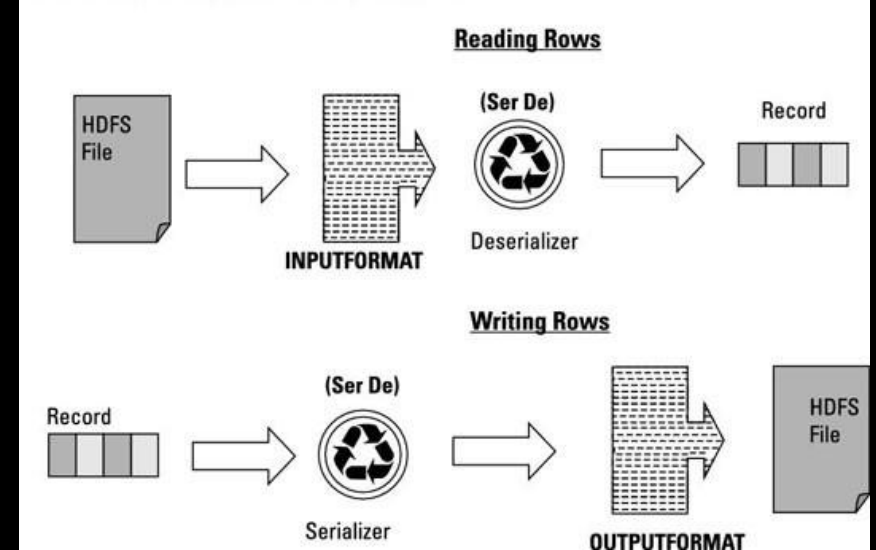 Reading Rows
HDFS
File
INPUTFORMAT
(Ser De)
Deserializer
Record
Writing Rows
Record
(Ser De)
Serializer
OUTPUTFORMAT
HDFS
File